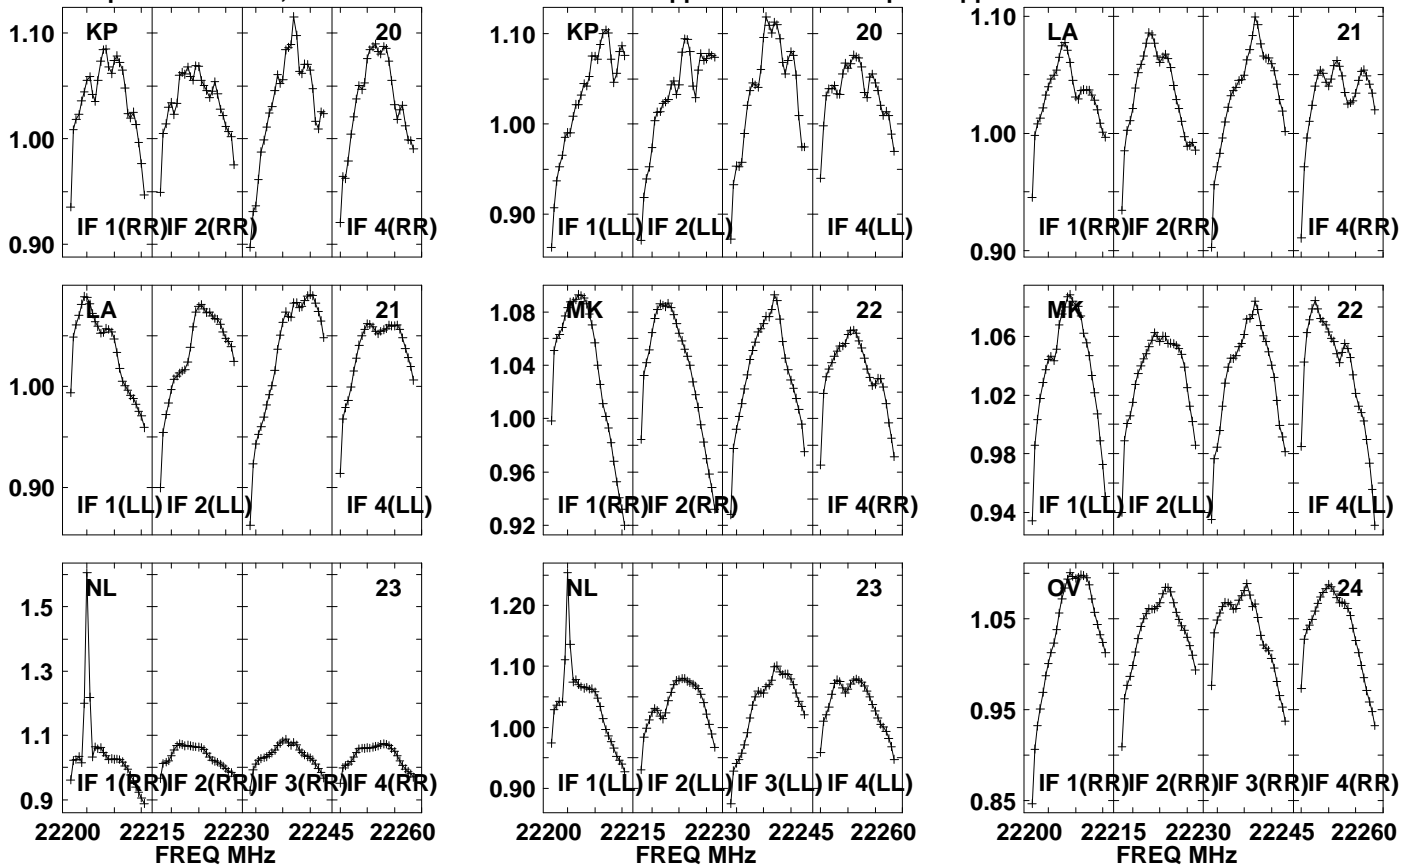 KP 20 KP 20 LA 21
1.10 1.10 1.10
1.00 1.00 1.00
0.90 0.90 0.90
IF 1(RR) IF 2(RR) IF 4(RR) IF 1(LL) IF 2(LL) IF 4(LL) IF 1(RR) IF 2(RR) IF 4(RR)
LA 21 MK 22 MK 22
1.00 0.90
1.08 1.04 1.00 0.96 0.92
1.06 1.02 0.98 0.94
IF 1(LL) IF 2(LL) IF 4(LL) IF 1(RR) IF 2(RR) IF 4(RR) IF 1(LL) IF 2(LL) IF 4(LL)
NL 23 NL 23 OV 24
1.5 1.3 1.1 0.9
1.20 1.10 1.00 0.90
1.05 0.95 0.85
IF 1(RR) IF 2(RR) IF 3(RR) IF 4(RR) IF 1(LL) IF 2(LL) IF 3(LL) IF 4(LL) IF 1(RR) IF 2(RR) IF 3(RR) IF 4(RR)
22200 22215 22230 22245 22260 22200 22215 22230 22245 22260 22200 22215 22230 22245 22260
FREQ MHz FREQ MHz FREQ MHz